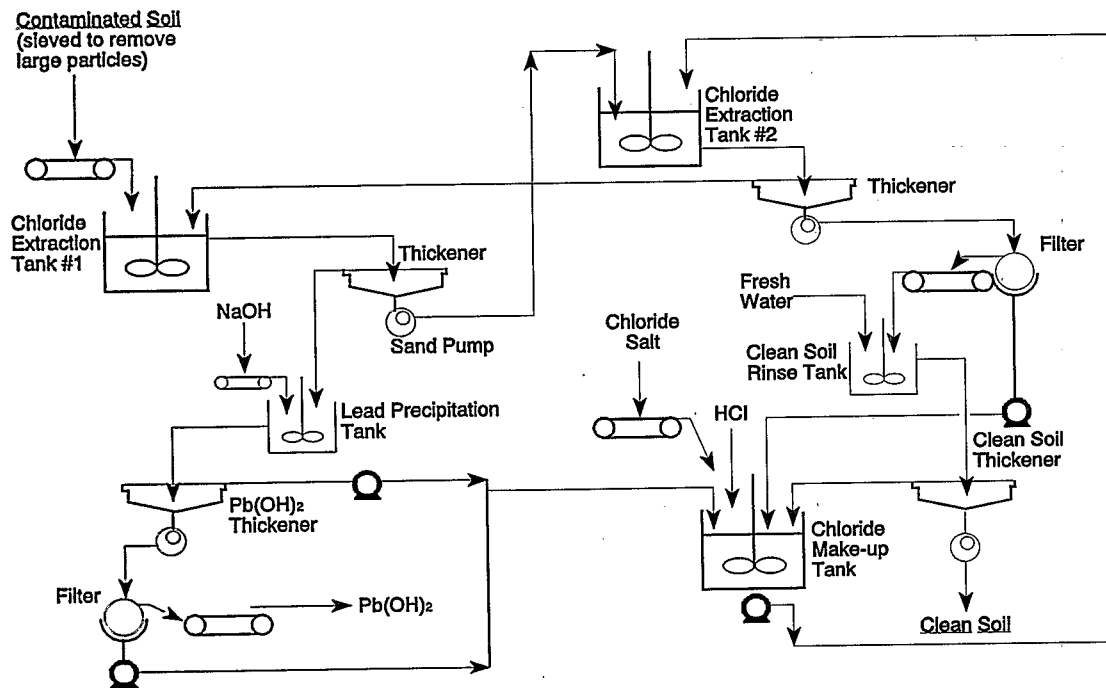 Contaminated Soil
(sieved to remove
large particles)
Chloride
Extraction
Tank #2
Thickener
Chloride
Extraction
Tank #1
Thickener
Filter
NaOH
Sand Pump
Fresh
Water
Chloride
Salt
Clean Soil
Rinse Tank
Lead Precipitation
Tank
HCl
Clean Soil
Thickener
Pb(OH)₂
Thickener
Chloride
Make-up
Tank
Filter
Pb(OH)₂
Clean Soil